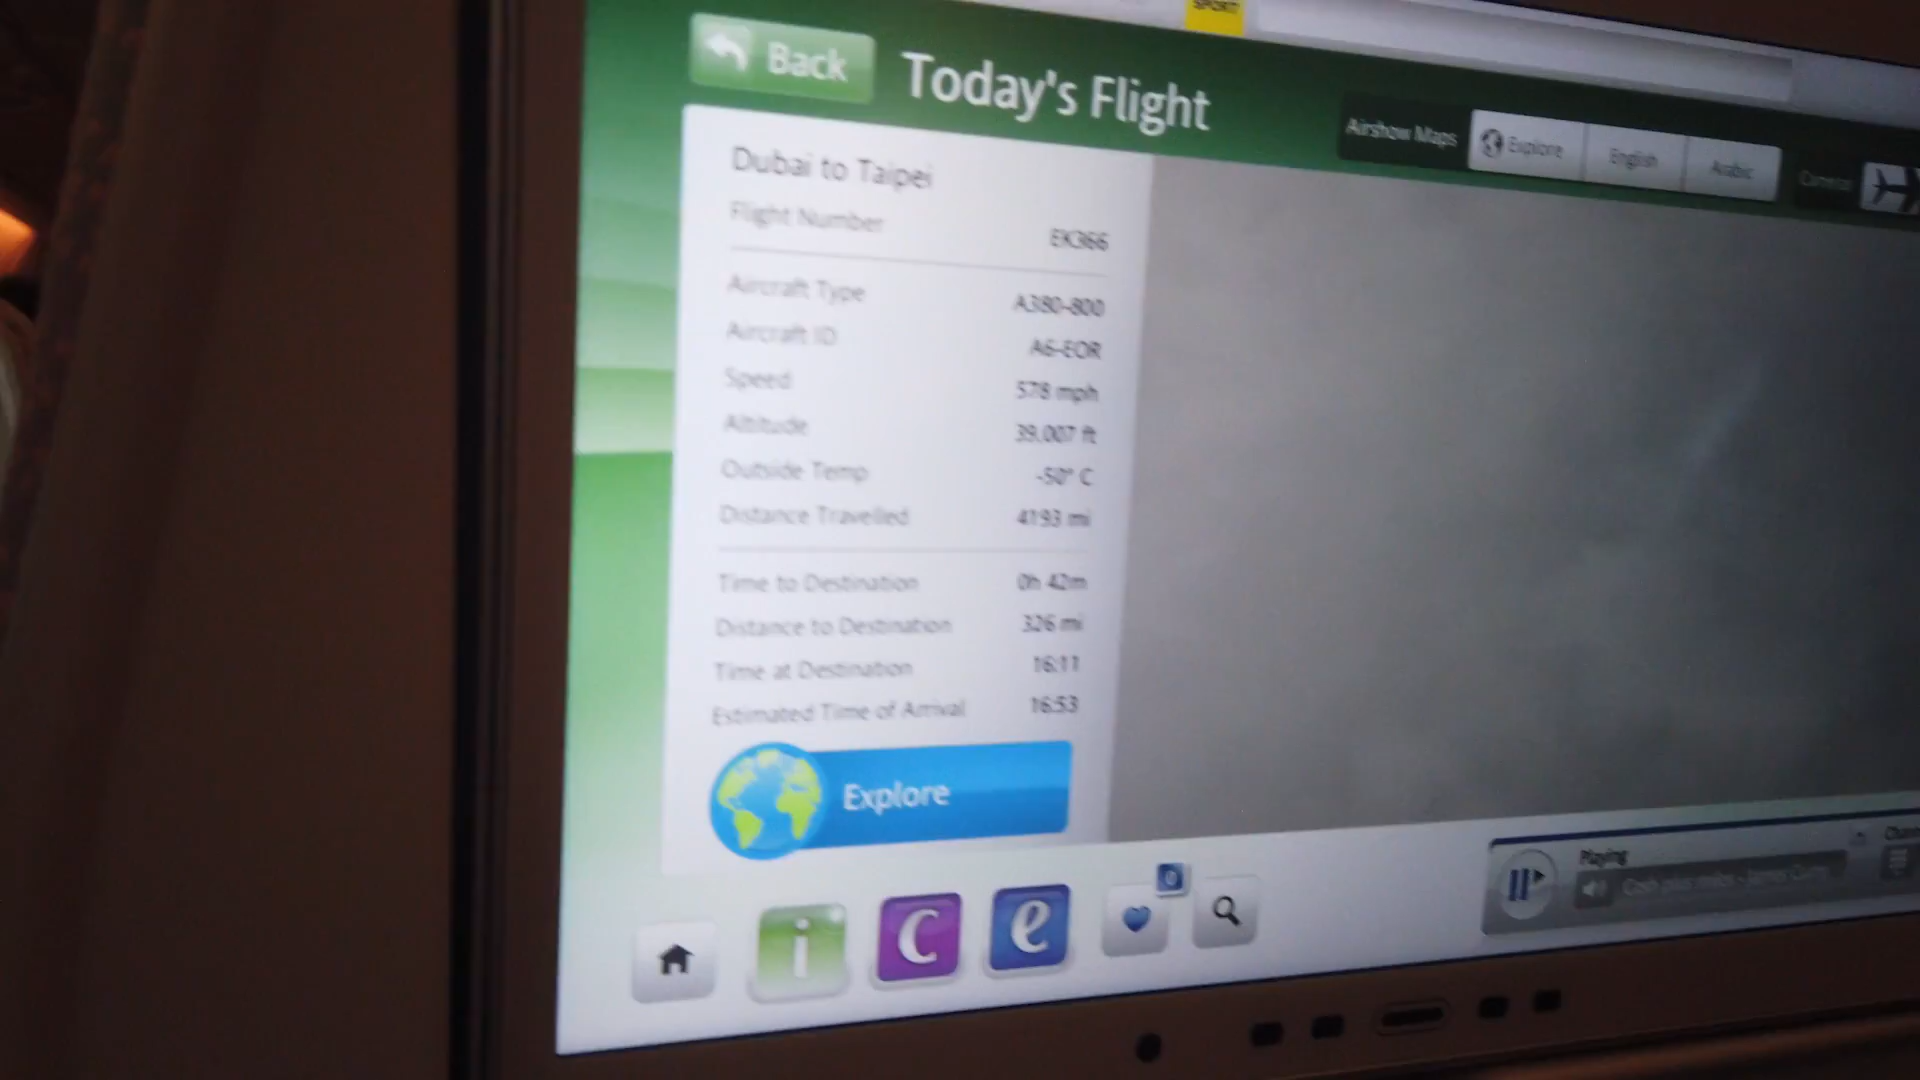 SPORT
Back
Today's Flight
Airshow Maps Explore English Arabic Cameras
Dubai to Taipei
Flight Number EK366
Aircraft Type A380-800
Aircraft ID A6-EOR
Speed 578 mph
Altitude 39,007 ft
Outside Temp -50° C
Distance Travelled 4193 mi
Time to Destination 0h 42m
Distance to Destination 326 mi
Time at Destination 16:11
Estimated Time of Arrival 16:53
Explore
i C e
Playing